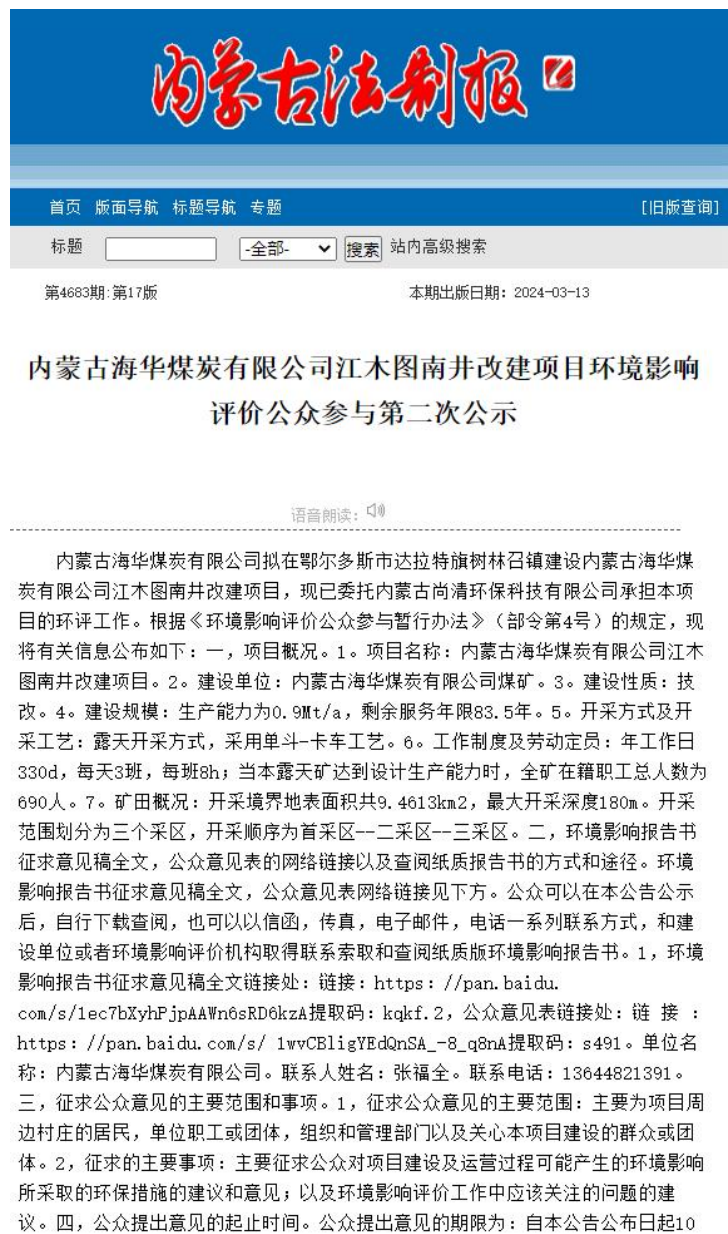 内蒙古法制报
首页 版面导航 标题导航 专题 [旧版查询]
标题 -全部- 搜索 站内高级搜索
第4683期:第17版 本期出版日期: 2024-03-13
内蒙古海华煤炭有限公司江木图南井改建项目环境影响
评价公众参与第二次公示
语音朗读:
内蒙古海华煤炭有限公司拟在鄂尔多斯市达拉特旗树林召镇建设内蒙古海华煤
炭有限公司江木图南井改建项目，现已委托内蒙古尚清环保科技有限公司承担本项
目的环评工作。根据《环境影响评价公众参与暂行办法》（部令第4号）的规定，现
将有关信息公布如下：一，项目概况。1。项目名称：内蒙古海华煤炭有限公司江木
图南井改建项目。2。建设单位：内蒙古海华煤炭有限公司煤矿。3。建设性质：技
改。4。建设规模：生产能力为0.9Mt/a，剩余服务年限83.5年。5。开采方式及开
采工艺：露天开采方式，采用单斗-卡车工艺。6。工作制度及劳动定员：年工作日
330d，每天3班，每班8h；当本露天矿达到设计生产能力时，全矿在籍职工总人数为
690人。7。矿田概况：开采境界地表面积共9.4613km2，最大开采深度180m。开采
范围划分为三个采区，开采顺序为首采区--二采区--三采区。二，环境影响报告书
征求意见稿全文，公众意见表的网络链接以及查阅纸质报告书的方式和途径。环境
影响报告书征求意见稿全文，公众意见表网络链接见下方。公众可以在本公告公示
后，自行下载查阅，也可以以信函，传真，电子邮件，电话一系列联系方式，和建
设单位或者环境影响评价机构取得联系索取和查阅纸质版环境影响报告书。1，环境
影响报告书征求意见稿全文链接处：链接：https：//pan.baidu.
com/s/1ec7bXyhPjpAAWn6sRD6kzA提取码：kqkf.2，公众意见表链接处：链 接 ：
https：//pan.baidu.com/s/ 1wvCBligYEdQnSA_-8_q8nA提取码：s491。单位名
称：内蒙古海华煤炭有限公司。联系人姓名：张福全。联系电话：13644821391。
三，征求公众意见的主要范围和事项。1，征求公众意见的主要范围：主要为项目周
边村庄的居民，单位职工或团体，组织和管理部门以及关心本项目建设的群众或团
体。2，征求的主要事项：主要征求公众对项目建设及运营过程可能产生的环境影响
所采取的环保措施的建议和意见；以及环境影响评价工作中应该关注的问题的建
议。四，公众提出意见的起止时间。公众提出意见的期限为：自本公告公布日起10